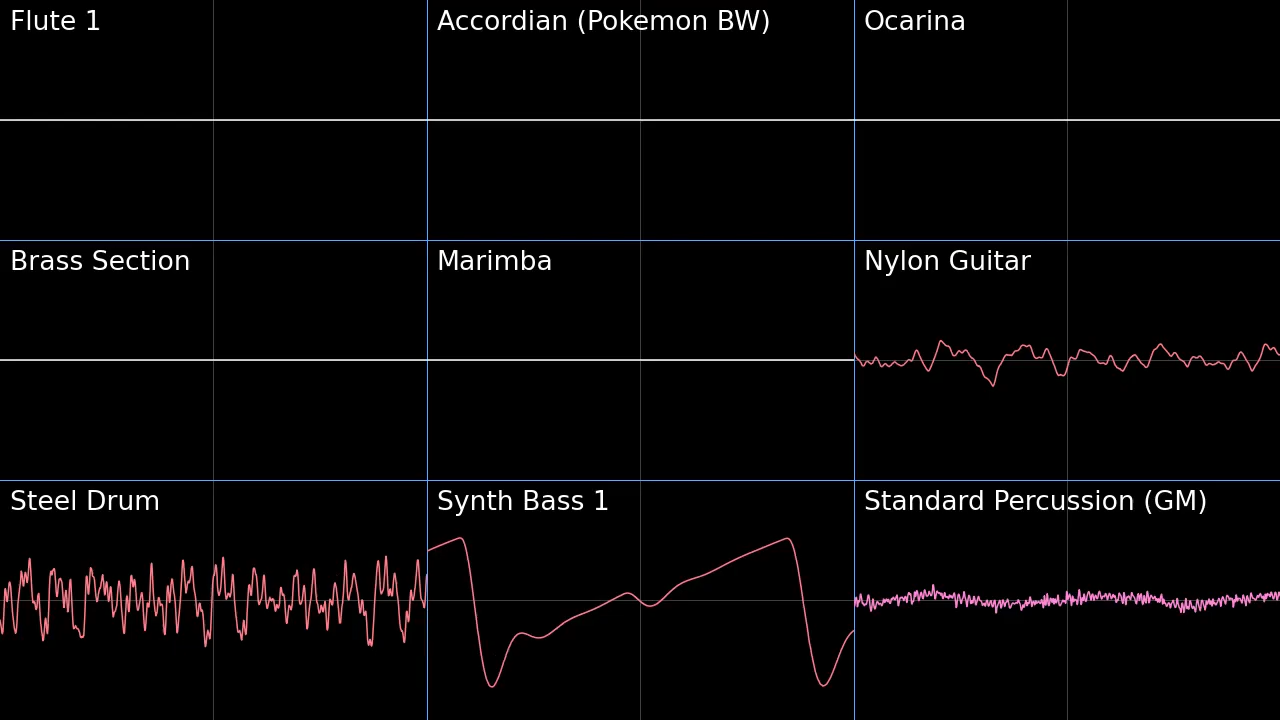 Flute 1
Accordian (Pokemon BW)
Ocarina
Brass Section
Marimba
Nylon Guitar
Steel Drum
Synth Bass 1
Standard Percussion (GM)